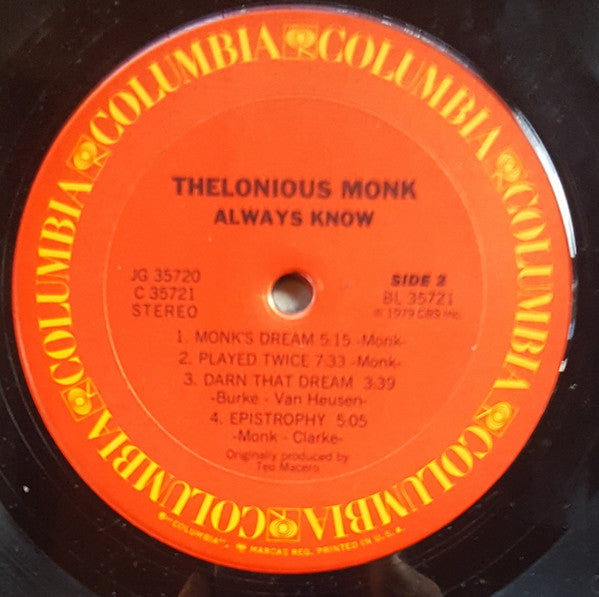 COLUMBIA COLUMBIA COLUMBIA COLUMBIA COLUMBIA COLUMBIA
THELONIOUS MONK
ALWAYS KNOW
JG 35720
C 35721
STEREO
SIDE 2
BL 35721
℗ 1979 CBS Inc.
1. MONK'S DREAM 5:15 -Monk-
2. PLAYED TWICE 7:33 -Monk-
3. DARN THAT DREAM 3:39
-Burke - Van Heusen-
4. EPISTROPHY 5:05
-Monk - Clarke-
Originally produced by
Teo Macero
®"COLUMBIA", MARCAS REG. PRINTED IN U.S.A.